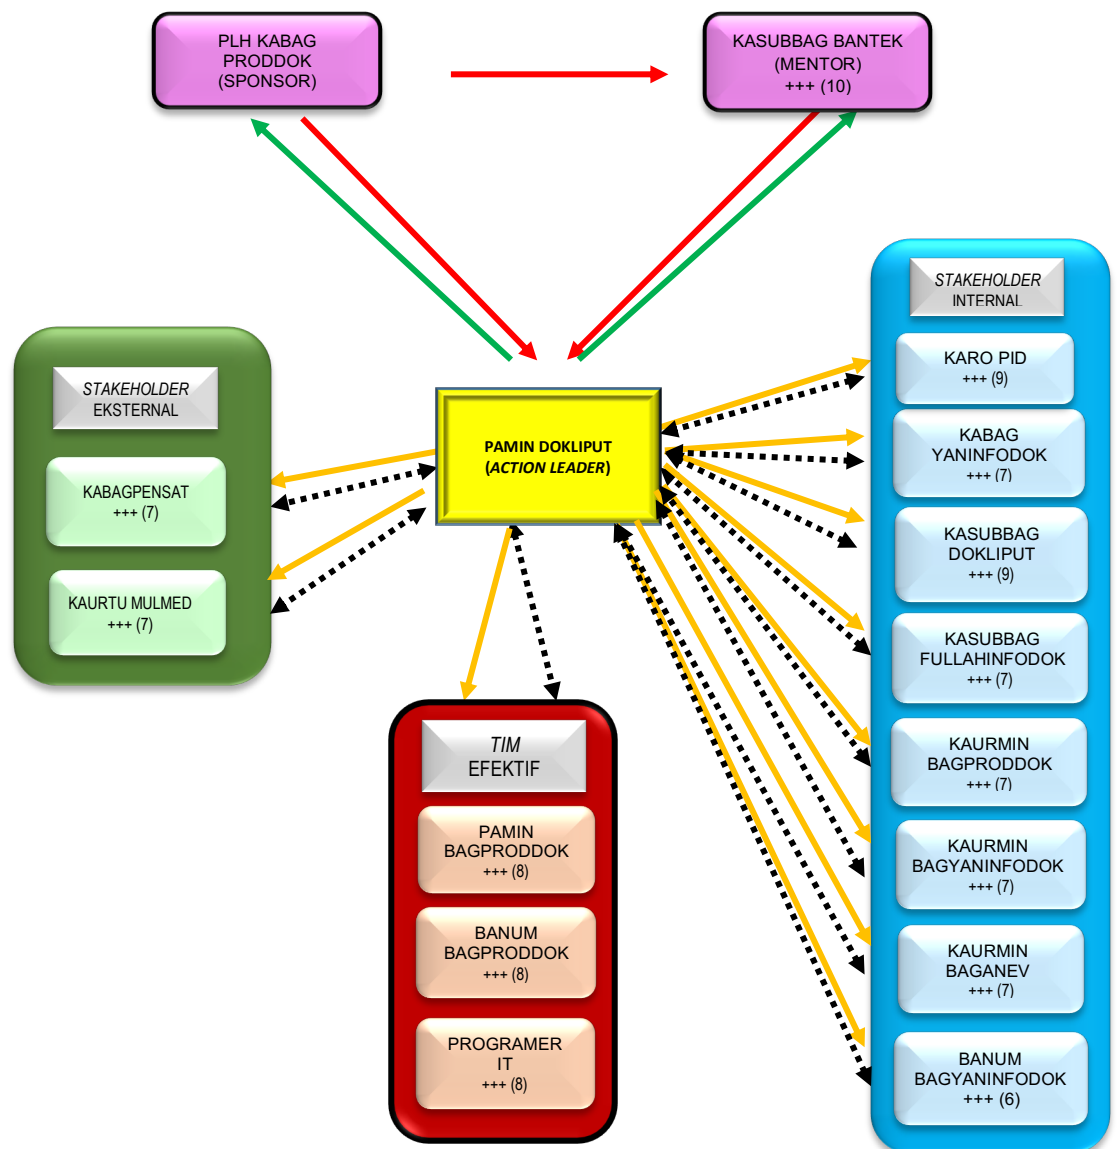 PLH KABAG
PRODDOK
(SPONSOR)
KASUBBAG BANTEK
(MENTOR)
+++ (10)
STAKEHOLDER
INTERNAL
KARO PID
+++ (9)
KABAG
YANINFODOK
+++ (7)
KASUBBAG
DOKLIPUT
+++ (9)
KASUBBAG
FULLAHINFODOK
+++ (7)
KAURMIN
BAGPRODDOK
+++ (7)
KAURMIN
BAGYANINFODOK
+++ (7)
KAURMIN
BAGANEV
+++ (7)
BANUM
BAGYANINFODOK
+++ (6)
STAKEHOLDER
EKSTERNAL
KABAGPENSAT
+++ (7)
KAURTU MULMED
+++ (7)
PAMIN DOKLIPUT
(ACTION LEADER)
TIM
EFEKTIF
PAMIN
BAGPRODDOK
+++ (8)
BANUM
BAGPRODDOK
+++ (8)
PROGRAMER
IT
+++ (8)